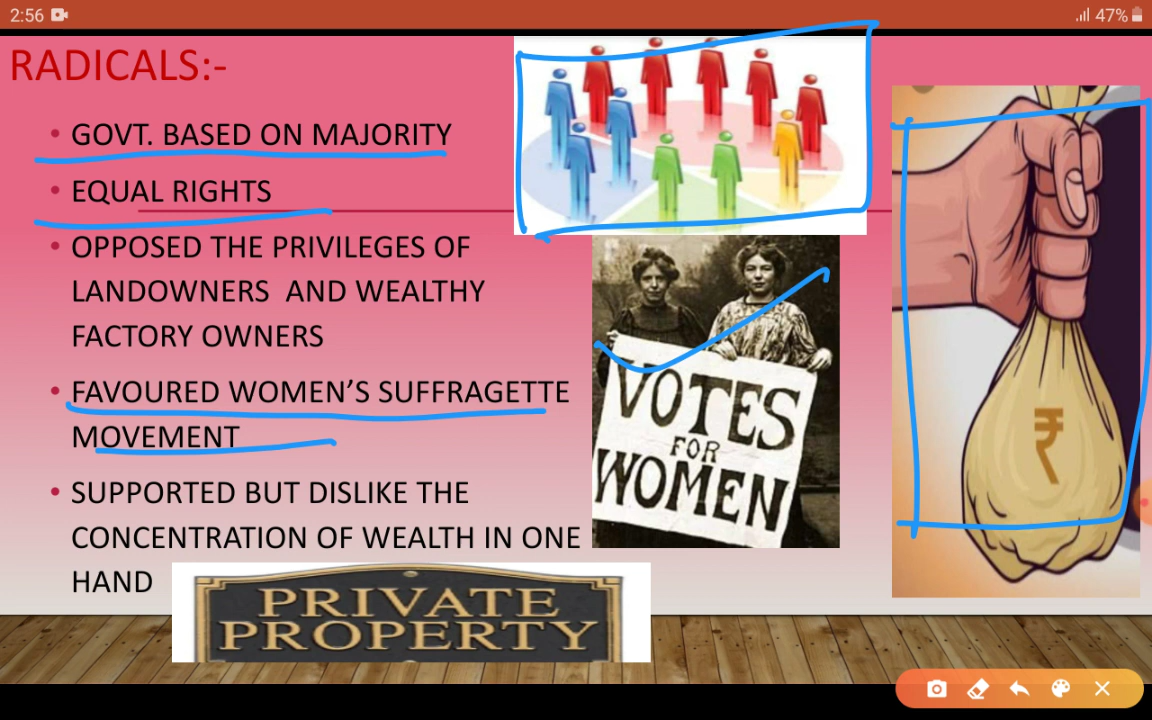 2:56
47%
RADICALS:-
• GOVT. BASED ON MAJORITY
• EQUAL RIGHTS
• OPPOSED THE PRIVILEGES OF
LANDOWNERS AND WEALTHY
FACTORY OWNERS
• FAVOURED WOMEN'S SUFFRAGETTE
MOVEMENT
• SUPPORTED BUT DISLIKE THE
CONCENTRATION OF WEALTH IN ONE
HAND
VOTES
FOR
WOMEN
₹
PRIVATE
PROPERTY